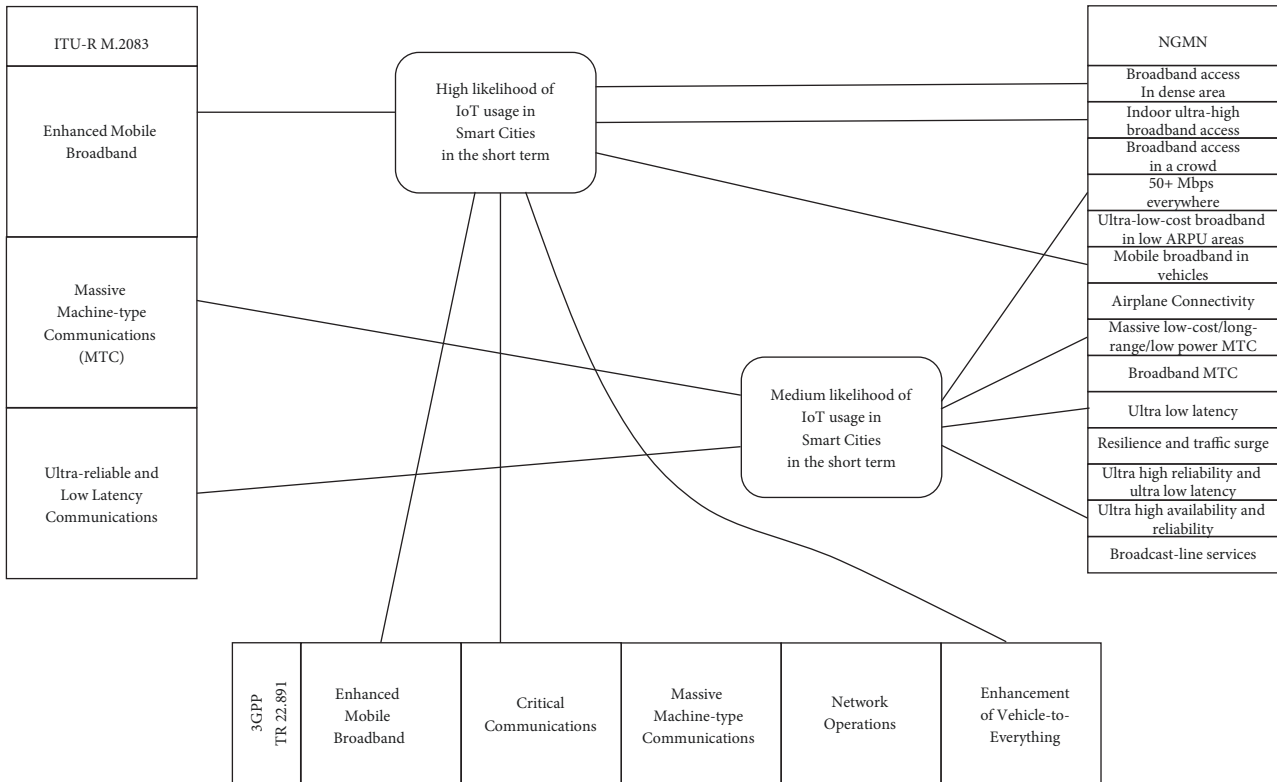 ITU-R M.2083
Enhanced Mobile
Broadband
Massive
Machine-type
Communications
(MTC)
Ultra-reliable and
Low Latency
Communications
High likelihood of
IoT usage in
Smart Cities
in the short term
Medium likelihood of
IoT usage in
Smart Cities
in the short term
NGMN
Broadband access
In dense area
Indoor ultra-high
broadband access
Broadband access
in a crowd
50+ Mbps
everywhere
Ultra-low-cost broadband
in low ARPU areas
Mobile broadband in
vehicles
Airplane Connectivity
Massive low-cost/long-
range/low power MTC
Broadband MTC
Ultra low latency
Resilience and traffic surge
Ultra high reliability and
ultra low latency
Ultra high availability and
reliability
Broadcast-line services
3GPP
TR 22.891
Enhanced
Mobile
Broadband
Critical
Communications
Massive
Machine-type
Communications
Network
Operations
Enhancement
of Vehicle-to-
Everything